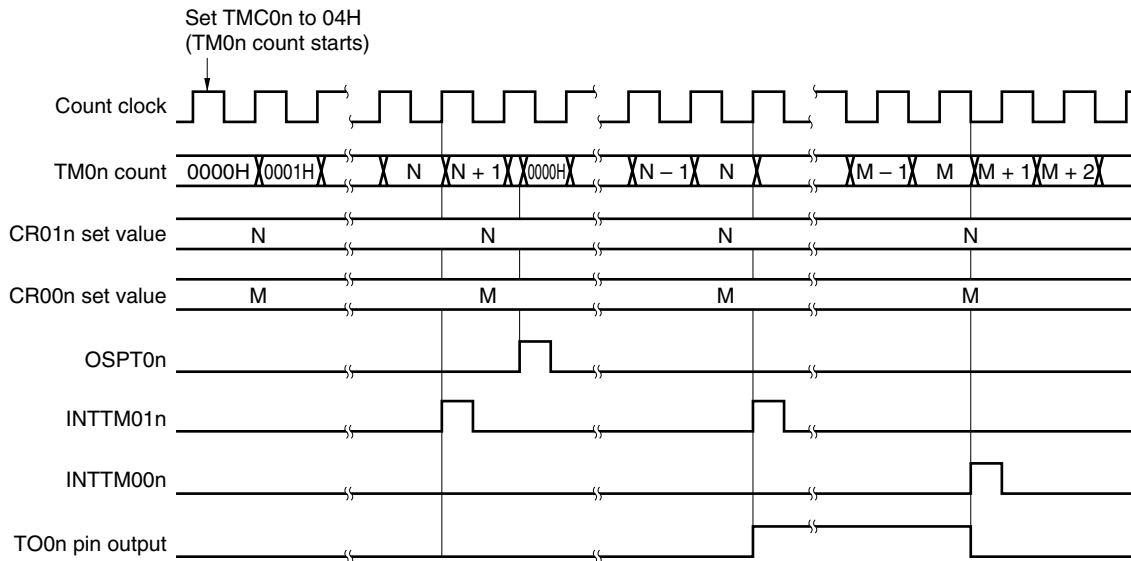 Set TMC0n to 04H
(TM0n count starts)
Count clock
TM0n count 0000H 0001H N N + 1 0000H N – 1 N M – 1 M M + 1 M + 2
CR01n set value N N N N
CR00n set value M M M M
OSPT0n
INTTM01n
INTTM00n
TO0n pin output